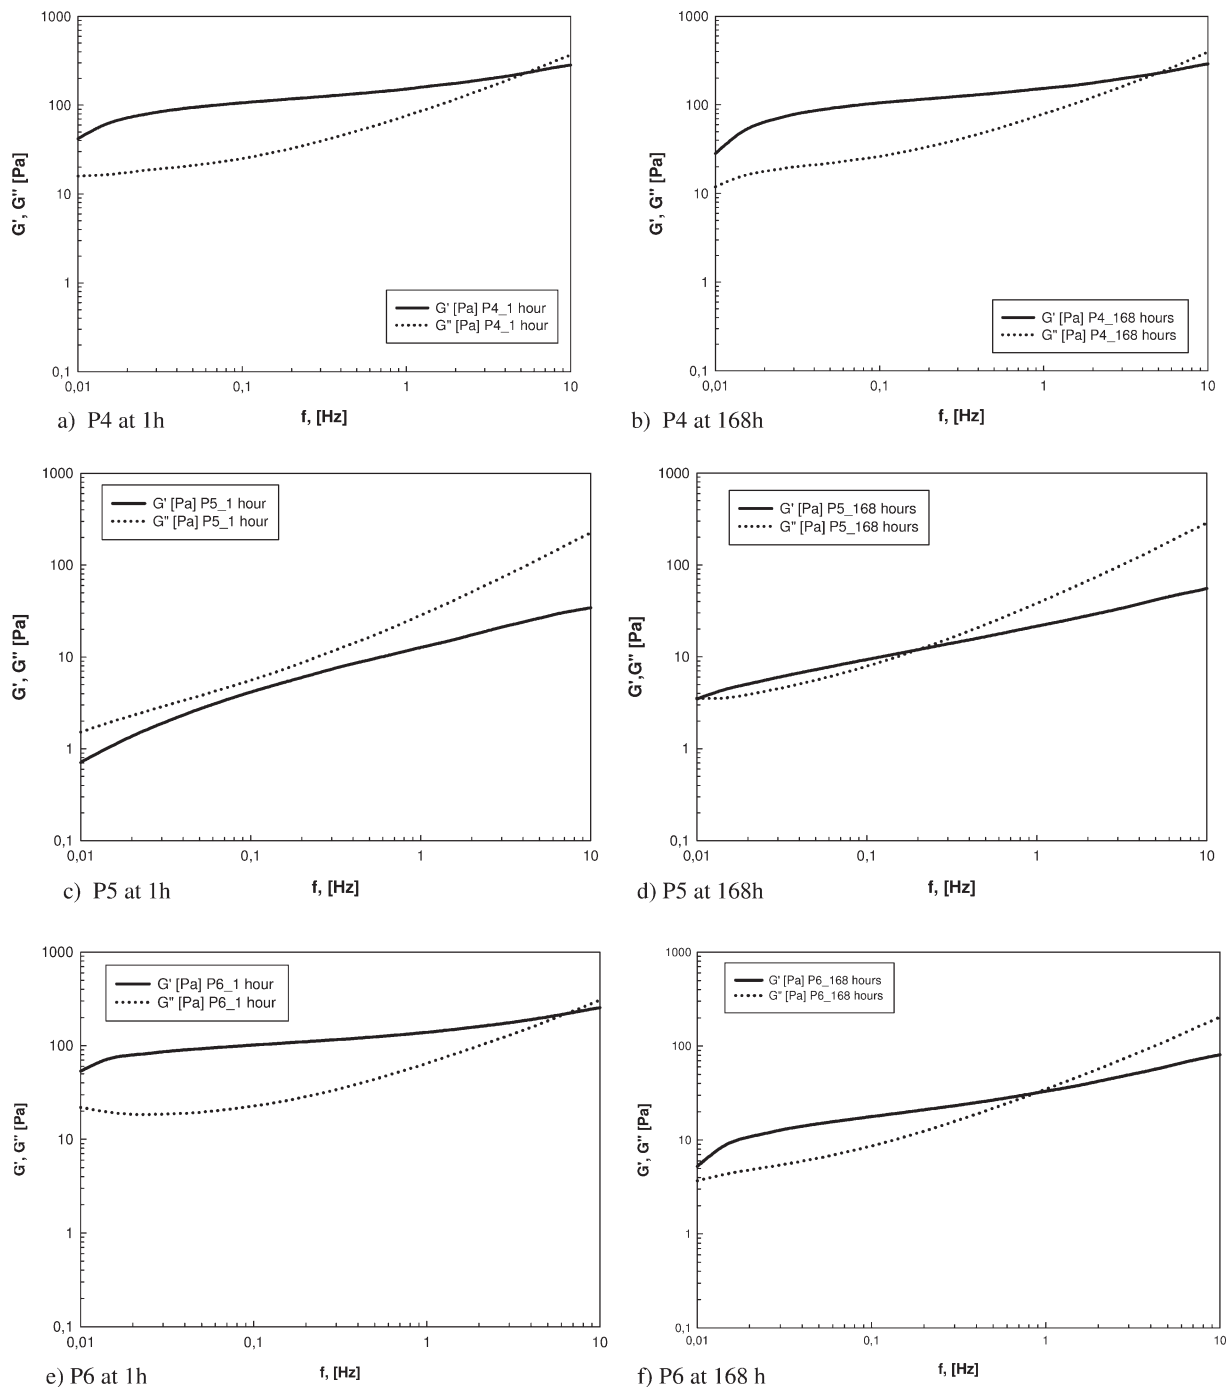 1000
100
10
1
0,1
G', G'' [Pa]
G' [Pa] P4_1 hour
G'' [Pa] P4_1 hour
0,01 0,1 1 10
f, [Hz]
a) P4 at 1h
1000
100
10
1
0,1
G', G'' [Pa]
G' [Pa] P4_168 hours
G'' [Pa] P4_168 hours
0,01 0,1 1 10
f, [Hz]
b) P4 at 168h
1000
100
10
1
0,1
G', G'' [Pa]
G' [Pa] P5_1 hour
G'' [Pa] P5_1 hour
0,01 0,1 1 10
f, [Hz]
c) P5 at 1h
1000
100
10
1
0,1
G',G'' [Pa]
G' [Pa] P5_168 hours
G'' [Pa] P5_168 hours
0,01 0,1 1 10
f, [Hz]
d) P5 at 168h
1000
100
10
1
0,1
G', G'' [Pa]
G' [Pa] P6_1 hour
G'' [Pa] P6_1 hour
0,01 0,1 1 10
f, [Hz]
e) P6 at 1h
1000
100
10
1
0,1
G', G'' [Pa]
G' [Pa] P6_168 hours
G'' [Pa] P6_168 hours
0,01 0,1 1 10
f, [Hz]
f) P6 at 168 h